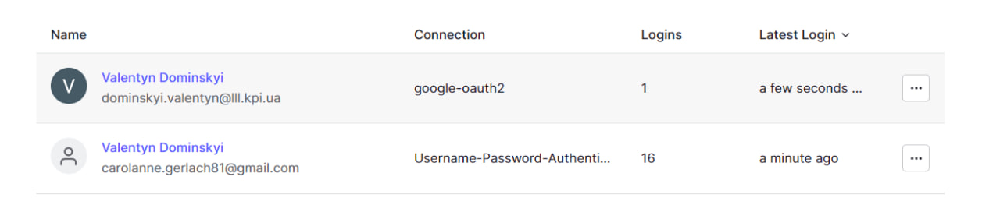 Name Connection Logins Latest Login
V Valentyn Dominskyi
dominskyi.valentyn@lll.kpi.ua
google-oauth2 1 a few seconds ...
Valentyn Dominskyi
carolanne.gerlach81@gmail.com
Username-Password-Authenti... 16 a minute ago